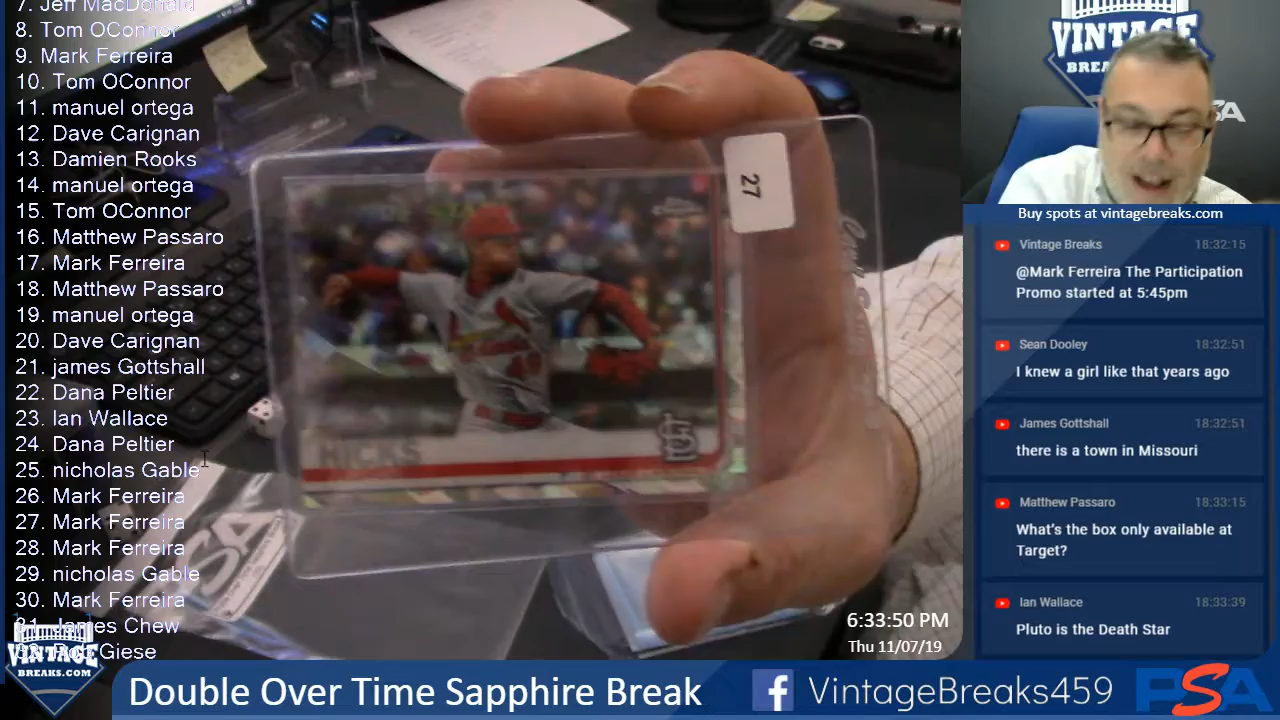 7. Jeff MacDonald
8. Tom OConnor
9. Mark Ferreira
10. Tom OConnor
11. manuel ortega
12. Dave Carignan
13. Damien Rooks
14. manuel ortega
15. Tom OConnor
16. Matthew Passaro
17. Mark Ferreira
18. Matthew Passaro
19. manuel ortega
20. Dave Carignan
21. james Gottshall
22. Dana Peltier
23. Ian Wallace
24. Dana Peltier
25. nicholas Gable
26. Mark Ferreira
27. Mark Ferreira
28. Mark Ferreira
29. nicholas Gable
30. Mark Ferreira
31. James Chew
Giese
VINTAGE
BREAKS.COM
27
HICKS
PSA
6:33:50 PM
Thu 11/07/19
VINTAGE
BREA
SA
Buy spots at vintagebreaks.com
Vintage Breaks 18:32:15
@Mark Ferreira The Participation
Promo started at 5:45pm
Sean Dooley 18:32:51
I knew a girl like that years ago
James Gottshall 18:32:51
there is a town in Missouri
Matthew Passaro 18:33:15
What's the box only available at
Target?
Ian Wallace 18:33:39
Pluto is the Death Star
Double Over Time Sapphire Break
f VintageBreaks459
PSA